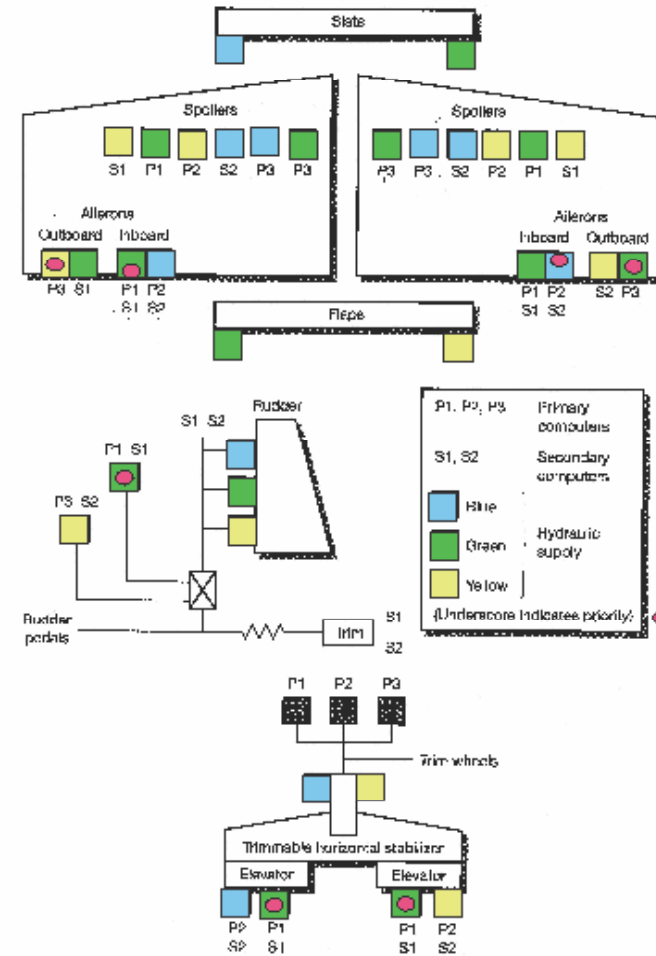 Slats
Spoilers
Spoilers
S1 P1 P2 S2 P3 P3
P3 P3 S2 P2 P1 S1
Ailerons
Outboard Inboard
Ailerons
Inboard Outboard
P3 S1 P1 P2
S1 S2
P1 P2 S2 P3
S1 S2
Flaps
Rudder
S1 S2
P1 S1
P3 S2
P1, P2, P3 Primary
computers
S1, S2 Secondary
computers
Blue
Green
Yellow
Hydraulic
supply
(Underscore indicates priority)
Rudder
pedals
Trim
S1
S2
P1 P2 P3
Trim wheels
Trimmable horizontal stabilizer
Elevator Elevator
P2 P1 P1 P2
S2 S1 S1 S2